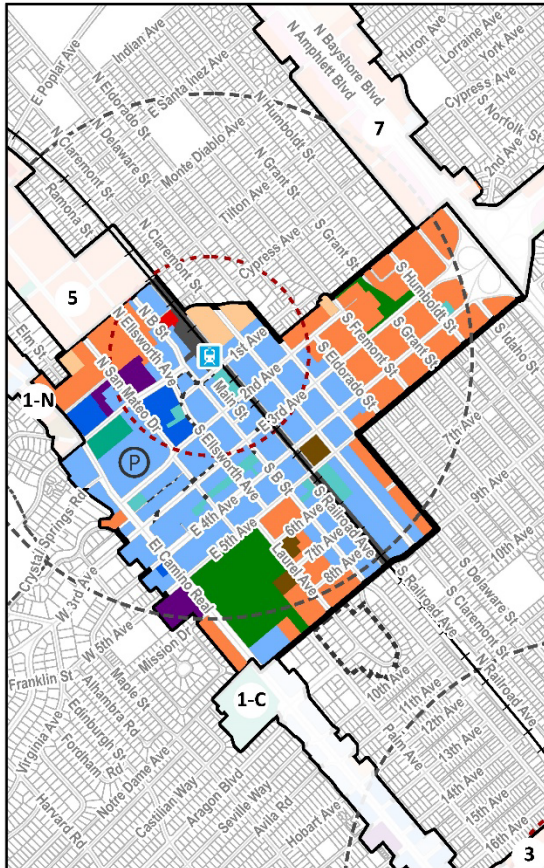 E Poplar Ave
Indian Ave
N Eldorado St
Delaware St
N Claremont St
E Santa Inez Ave
Monte Diablo Ave
N Humboldt St
N Grant St
Tilton Ave
Cypress Ave
N Bayshore Blvd
N Amphlett Blvd
Huron Ave
Lorraine Ave
York Ave
Cypress Ave
S Norfolk St
2nd Ave
7
Ramona St
N Claremont St
5
Elm St
N B St
N Ellsworth Ave
N San Mateo Dr
1-N
1st Ave
2nd Ave
Main St
E 3rd Ave
S Grant St
S Humboldt St
S Fremont St
S Grant St
S Eldorado St
S Idaho St
P
S Ellsworth Ave
S B St
E 4th Ave
E 5th Ave
El Camino Real
Crystal Springs Rd
W 3rd Ave
6th Ave
7th Ave
8th Ave
Laurel Ave
S Railroad Ave
7th Ave
9th Ave
10th Ave
S Railroad Ave
S Delaware St
S Claremont St
N Railroad Ave
W 5th Ave
Mission Dr
Franklin St
Maple St
Alhambra Rd
Edinburgh St
Fordham Rd
Virginia Ave
Harvard Rd
Notre Dame Ave
Castilian Way
Aragon Blvd
Seville Way
Avila Rd
Hobart Ave
1-C
10th Ave
11th Ave
12th Ave
13th Ave
14th Ave
15th Ave
16th Ave
Palm Ave
3